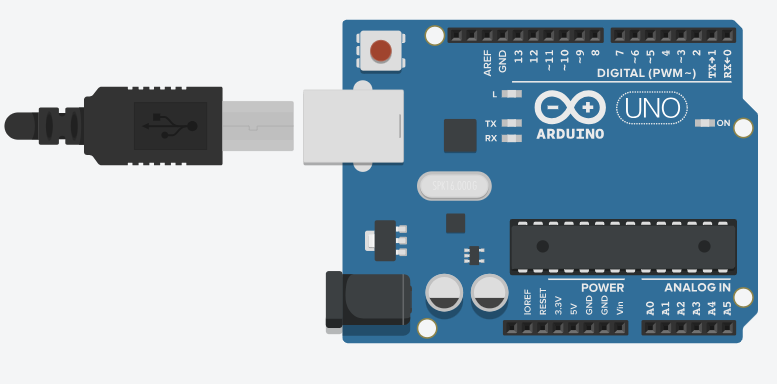 AREF
GND
13
12
~11
~10
~9
8
7
~6
~5
4
~3
2
TX→1
RX←0
DIGITAL (PWM~)
L
TX
RX
ARDUINO
UNO
ON
POWER
ANALOG IN
IOREF
RESET
3.3V
5V
GND
GND
Vin
A0
A1
A2
A3
A4
A5